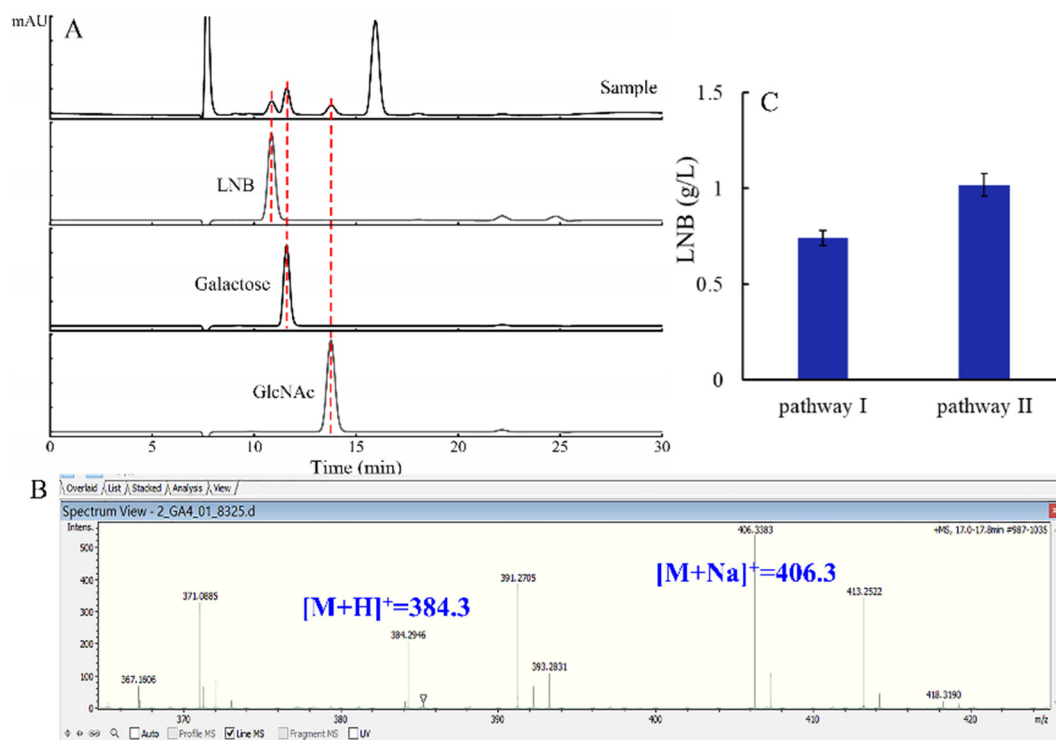 mAU
A
Sample
LNB
Galactose
GlcNAc
0 5 10 15 20 25 30
Time (min)
C
1.5
1
0.5
0
LNB (g/L)
pathway I pathway II
B
Overlaid List Stacked Analysis View
Spectrum View - 2_GA4_01_8325.d
Intens.
+MS, 17.0-17.8min #987-1035
500
400
300
200
100
0
[M+H]+=384.3
[M+Na]+=406.3
367.1606
371.0885
384.2946
391.2705
393.2831
406.3383
413.2522
418.3190
370 380 390 400 410 420 m/z
Auto Profile MS Line MS Fragment MS UV